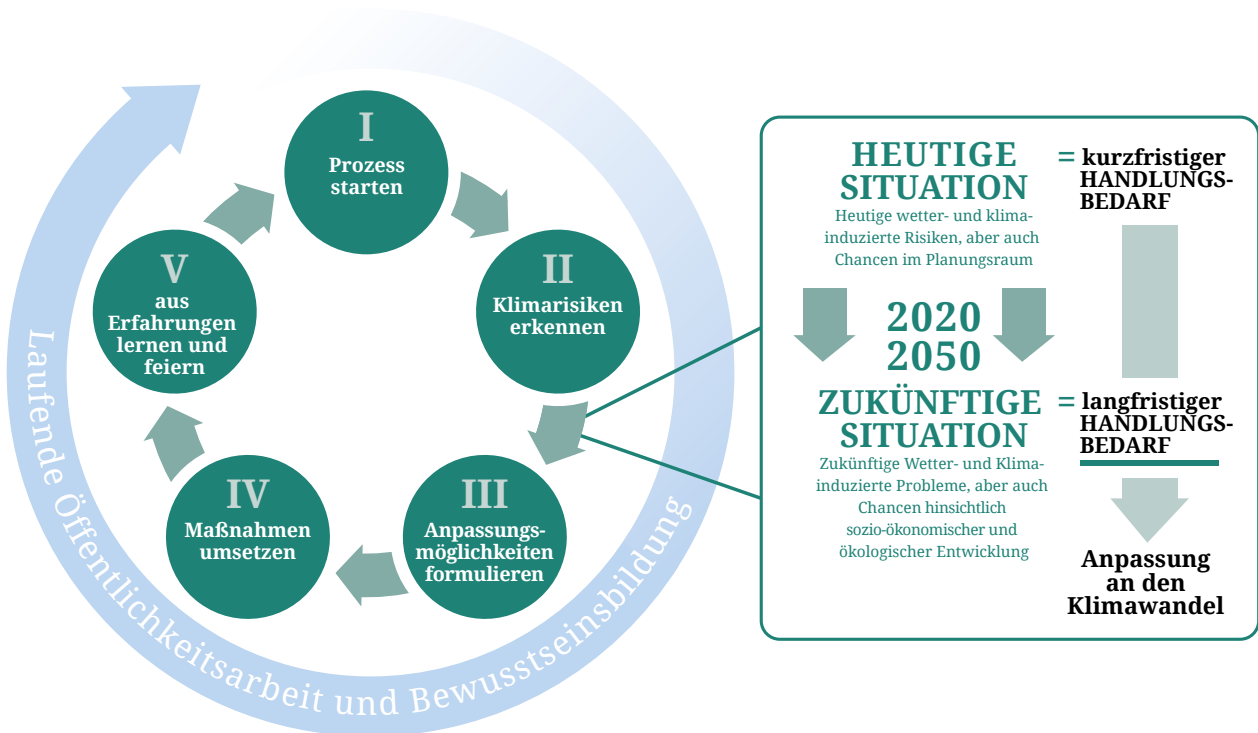 I
Prozess
starten
II
Klimarisiken
erkennen
III
Anpassungs-
möglichkeiten
formulieren
IV
Maßnahmen
umsetzen
V
aus
Erfahrungen
lernen und
feiern
Laufende Öffentlichkeitsarbeit und Bewusstseinsbildung
HEUTIGE
SITUATION
Heutige wetter- und klima-
induzierte Risiken, aber auch
Chancen im Planungsraum
= kurzfristiger
HANDLUNGS-
BEDARF
2020
2050
ZUKÜNFTIGE
SITUATION
Zukünftige Wetter- und Klima-
induzierte Probleme, aber auch
Chancen hinsichtlich
sozio-ökonomischer und
ökologischer Entwicklung
= langfristiger
HANDLUNGS-
BEDARF
Anpassung
an den
Klimawandel